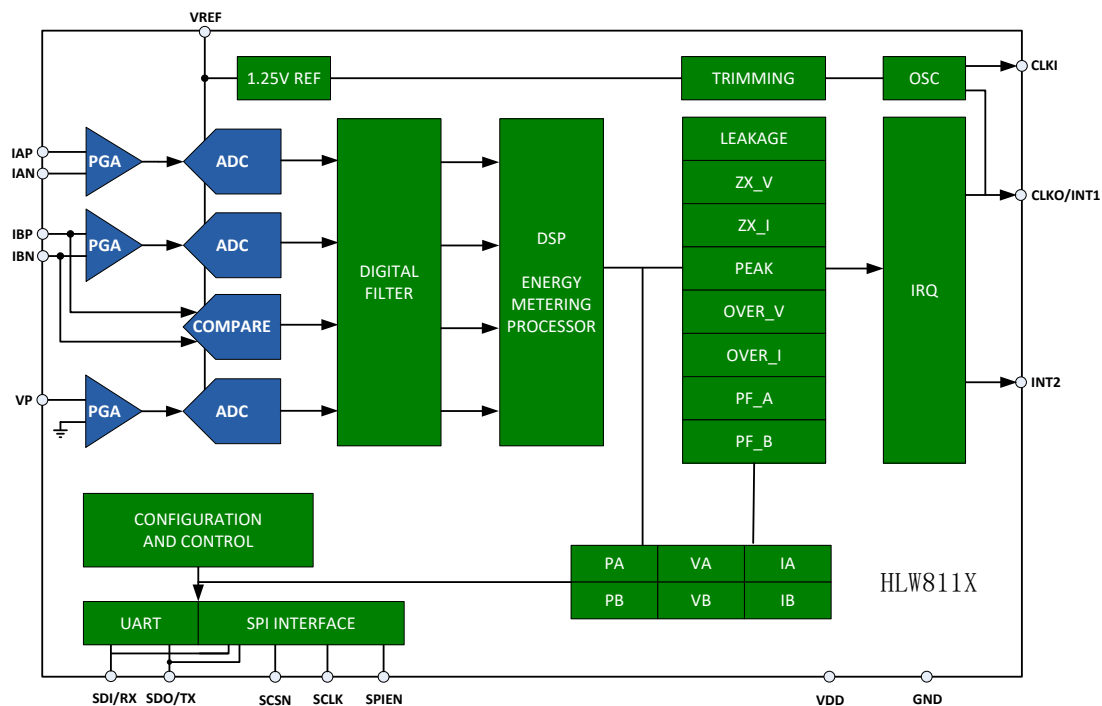 VREF
1.25V REF
TRIMMING
OSC
CLKI
IAP
IAN
PGA
ADC
LEAKAGE
ZX_V
ZX_I
PEAK
OVER_V
OVER_I
PF_A
PF_B
CLKO/INT1
IBP
IBN
PGA
ADC
COMPARE
DIGITAL
FILTER
DSP
ENERGY
METERING
PROCESSOR
IRQ
INT2
VP
PGA
ADC
CONFIGURATION
AND CONTROL
PA
VA
IA
PB
VB
IB
HLW811X
UART
SPI INTERFACE
SDI/RX
SDO/TX
SCSN
SCLK
SPIEN
VDD
GND